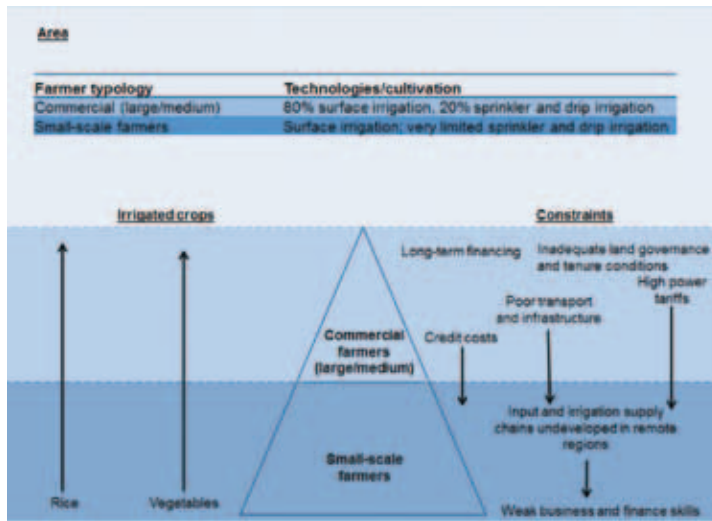 Area
Farmer typology Technologies/cultivation
Commercial (large/medium) 80% surface irrigation, 20% sprinkler and drip irrigation
Small-scale farmers Surface irrigation; very limited sprinkler and drip irrigation
Irrigated crops
Constraints
Long-term financing
Inadequate land governance
and tenure conditions
High power
tariffs
Poor transport
and infrastructure
Credit costs
Commercial
farmers
(large/medium)
Input and irrigation supply
chains undeveloped in remote
regions
Small-scale
farmers
Rice
Vegetables
Weak business and finance skills